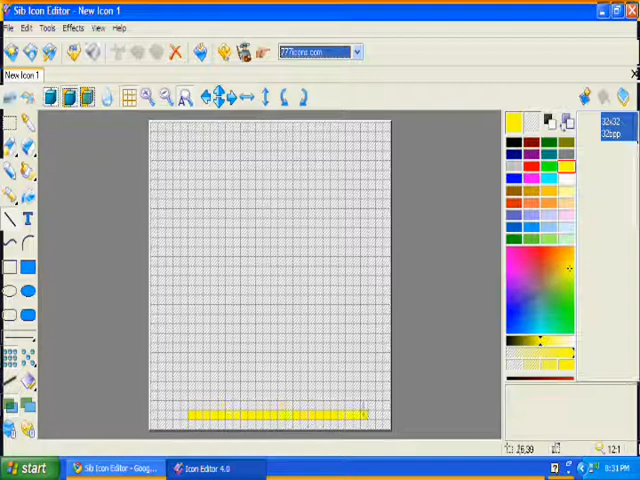 Sib Icon Editor - New Icon 1
File Edit Tools Effects View Help
777icons com
New Icon 1
32x32
32bpp
T
26,39 12:1
start Sib Icon Editor - Goog... Icon Editor 4.0 8:31 PM